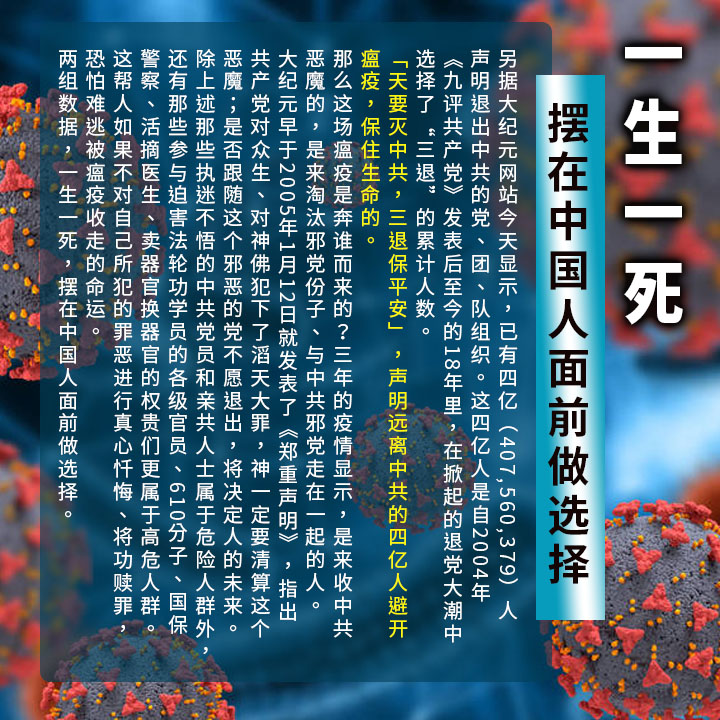 一生一死
摆在中国人面前做选择
另据大纪元网站今天显示，已有四亿（407,560,379）人
声明退出中共的党、团、队组织。这四亿人是自2004年
《九评共产党》发表后至今的18年里，在掀起的退党大潮中
选择了“三退”的累计人数。
「天要灭中共，三退保平安」，声明远离中共的四亿人避开
瘟疫，保住生命的。
那么这场瘟疫是奔谁而来的？三年的疫情显示，是来收中共
恶魔的，是来淘汰邪党份子、与中共邪党走在一起的人。
大纪元早于2005年1月12日就发表了《郑重声明》，指出
共产党对众生、对神佛犯下了滔天大罪，神一定要清算这个
恶魔；是否跟随这个邪恶的党不愿退出，将决定人的未来。
除上述那些执迷不悟的中共党员和亲共人士属于危险人群外，
还有那些参与迫害法轮功学员的各级官员、610分子、国保
警察、活摘医生、卖器官换器官的权贵们更属于高危人群。
这帮人如果不对自己所犯的罪恶进行真心忏悔、将功赎罪，
恐怕难逃被瘟疫收走的命运。
两组数据，一生一死，摆在中国人面前做选择。